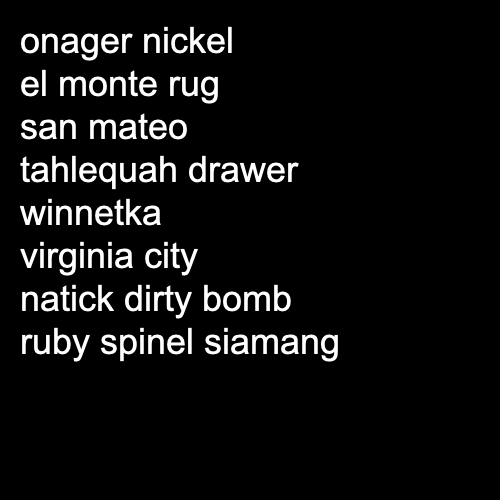 onager nickel
el monte rug
san mateo
tahlequah drawer
winnetka
virginia city
natick dirty bomb
ruby spinel siamang